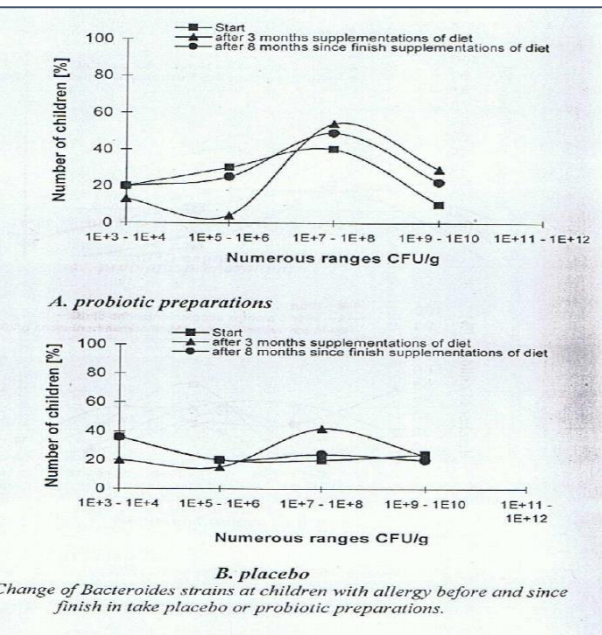 Start
after 3 months supplementations of diet
after 8 months since finish supplementations of diet
Number of children [%]
100
80
60
40
20
0
1E+3 - 1E+4 1E+5 - 1E+6 1E+7 - 1E+8 1E+9 - 1E10 1E+11 - 1E+12
Numerous ranges CFU/g
A. probiotic preparations
Start
after 3 months supplementations of diet
after 8 months since finish supplementations of diet
Number of children [%]
100
80
60
40
20
0
1E+3 - 1E+4 1E+5 - 1E+6 1E+7 - 1E+8 1E+9 - 1E+10 1E+11 -
1E+12
Numerous ranges CFU/g
B. placebo
Change of Bacteroides strains at children with allergy before and since
finish in take placebo or probiotic preparations.